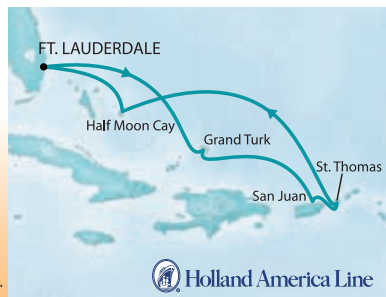 FT. LAUDERDALE
Half Moon Cay
Grand Turk
St. Thomas
San Juan
Holland America Line